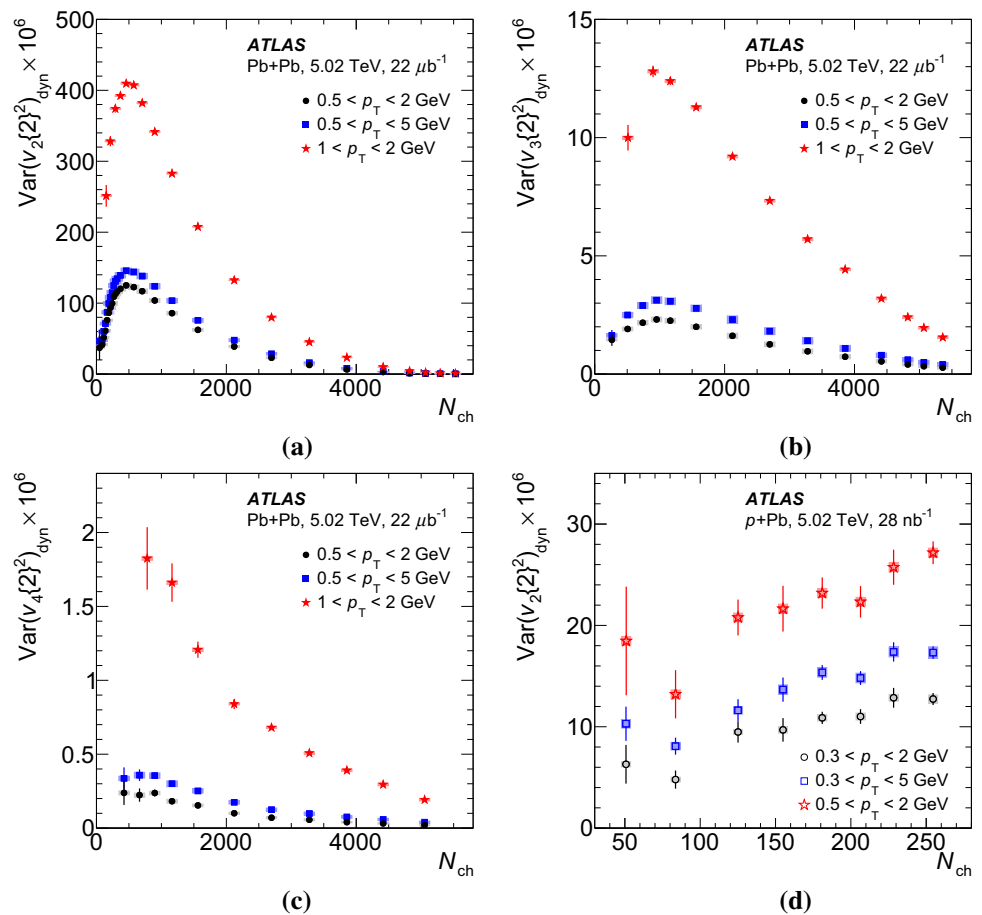 Var(v₂{2}²)dyn × 10⁶
500
400
300
200
100
0
ATLAS
Pb+Pb, 5.02 TeV, 22 μb⁻¹
0.5 < pT < 2 GeV
0.5 < pT < 5 GeV
1 < pT < 2 GeV
0 2000 4000
Nch
(a)
Var(v₃{2}²)dyn × 10⁶
15
10
5
0
ATLAS
Pb+Pb, 5.02 TeV, 22 μb⁻¹
0.5 < pT < 2 GeV
0.5 < pT < 5 GeV
1 < pT < 2 GeV
0 2000 4000
Nch
(b)
Var(v₄{2}²)dyn × 10⁶
2
1.5
1
0.5
0
ATLAS
Pb+Pb, 5.02 TeV, 22 μb⁻¹
0.5 < pT < 2 GeV
0.5 < pT < 5 GeV
1 < pT < 2 GeV
0 2000 4000
Nch
(c)
Var(v₂{2}²)dyn × 10⁶
30
20
10
0
ATLAS
p+Pb, 5.02 TeV, 28 nb⁻¹
0.3 < pT < 2 GeV
0.3 < pT < 5 GeV
0.5 < pT < 2 GeV
50 100 150 200 250
Nch
(d)